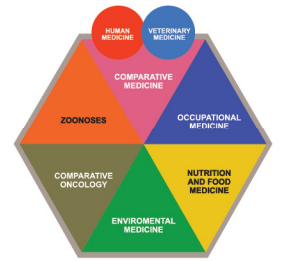 HUMAN
MEDICINE
VETERINARY
MEDICINE
COMPARATIVE
MEDICINE
ZOONOSES
OCCUPATIONAL
MEDICINE
COMPARATIVE
ONCOLOGY
NUTRITION
AND FOOD
MEDICINE
ENVIROMENTAL
MEDICINE